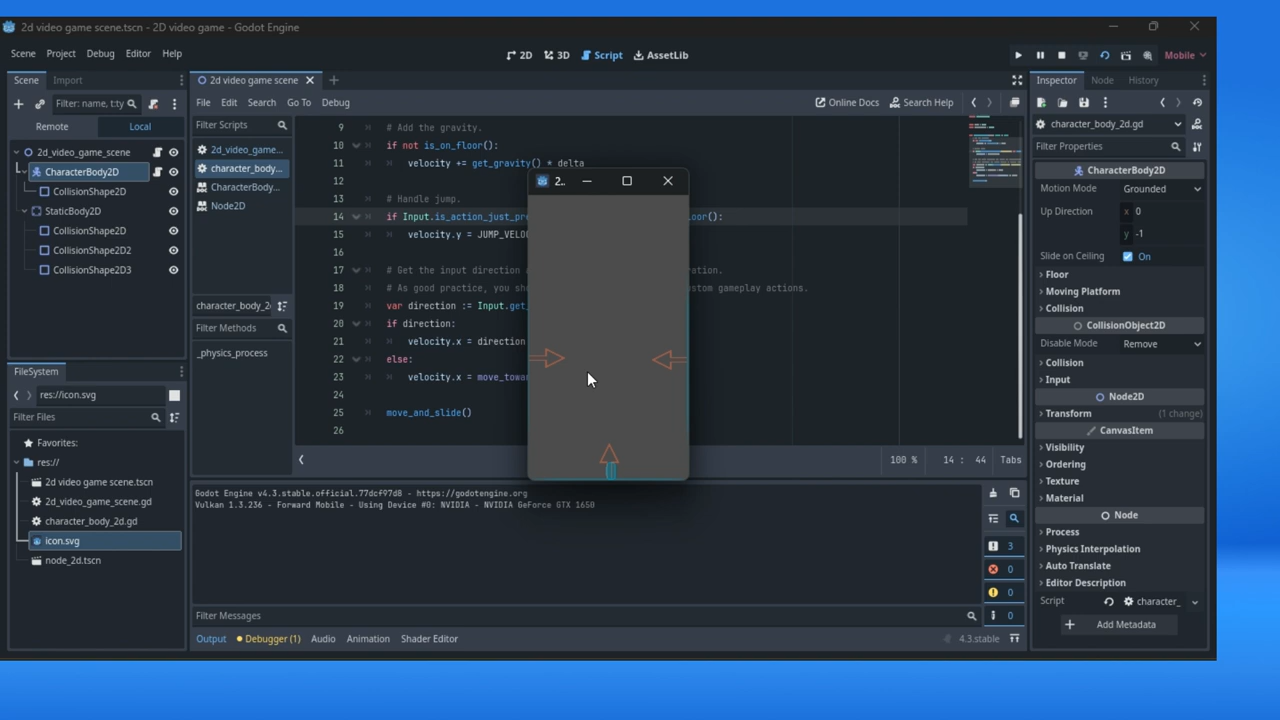 2d video game scene.tscn - 2D video game - Godot Engine
Scene Project Debug Editor Help
2D 3D Script AssetLib
Mobile
Scene Import
2d video game scene
Inspector Node History
Filter: name, t:ty
File Edit Search Go To Debug
Online Docs Search Help
Remote Local
Filter Scripts
character_body_2d.gd
Filter Properties
2d_video_game_scene
CharacterBody2D
CollisionShape2D
StaticBody2D
CollisionShape2D
CollisionShape2D2
CollisionShape2D3
2d_video_game...
character_body...
CharacterBody...
Node2D
character_body_2
Filter Methods
_physics_process
9 # Add the gravity.
10 if not is_on_floor():
11 velocity += get_gravity() * delta
12
13 # Handle jump.
14 if Input.is_action_just_pre loor():
15 velocity.y = JUMP_VELO
16
17 # Get the input direction ration.
18 # As good practice, you sho stom gameplay actions.
19 var direction := Input.get_
20 if direction:
21 velocity.x = direction
22 else:
23 velocity.x = move_towa
24
25 move_and_slide()
26
2..
100 % 14 : 44 Tabs
FileSystem
res://icon.svg
Filter Files
Favorites:
res://
2d video game scene.tscn
2d_video_game_scene.gd
character_body_2d.gd
icon.svg
node_2d.tscn
Godot Engine v4.3.stable.official.77dcf97d8 - https://godotengine.org
Vulkan 1.3.236 - Forward Mobile - Using Device #0: NVIDIA - NVIDIA GeForce GTX 1650
3
0
0
0
Filter Messages
Output Debugger (1) Audio Animation Shader Editor
4.3.stable
CharacterBody2D
Motion Mode Grounded
Up Direction x 0
y -1
Slide on Ceiling On
Floor
Moving Platform
Collision
CollisionObject2D
Disable Mode Remove
Collision
Input
Node2D
Transform (1 change)
CanvasItem
Visibility
Ordering
Texture
Material
Node
Process
Physics Interpolation
Auto Translate
Editor Description
Script character_
Add Metadata